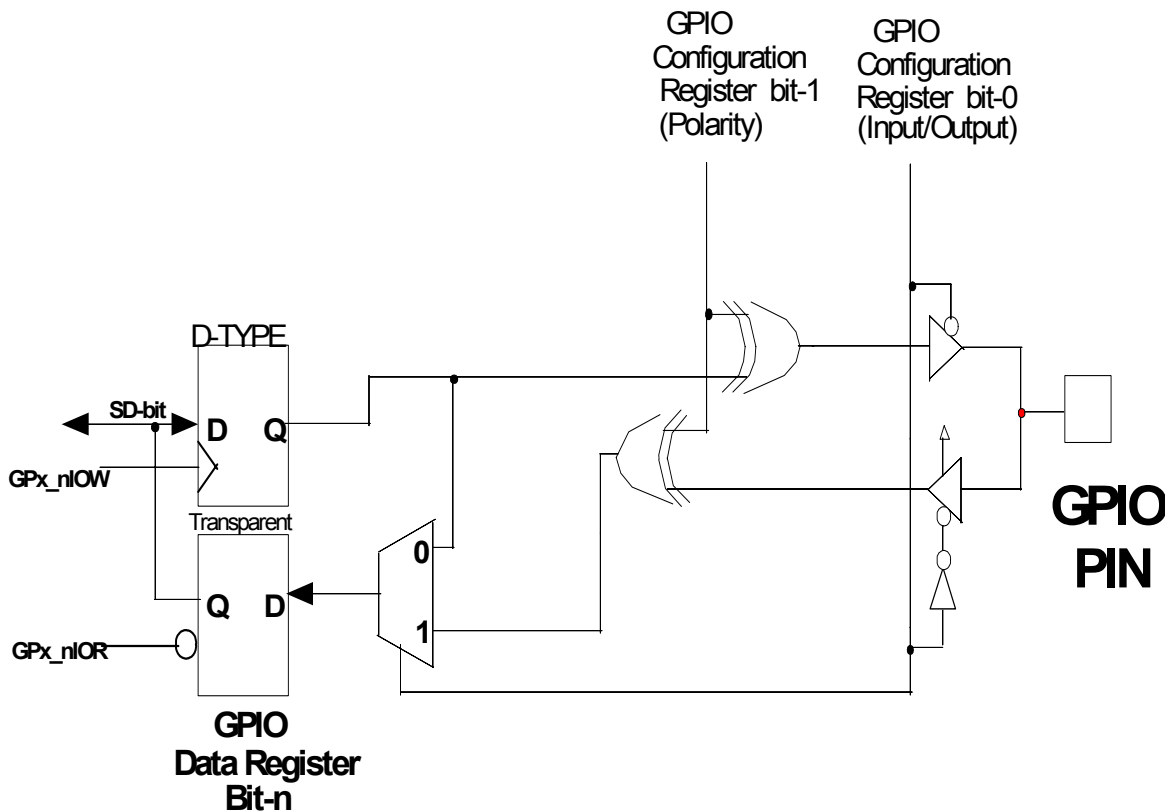 GPIO
Configuration
Register bit-1
(Polarity)
GPIO
Configuration
Register bit-0
(Input/Output)
D-TYPE
SD-bit
D Q
GPx_nIOW
Transparent
0
Q D
1
GPx_nIOR
GPIO
Data Register
Bit-n
GPIO
PIN